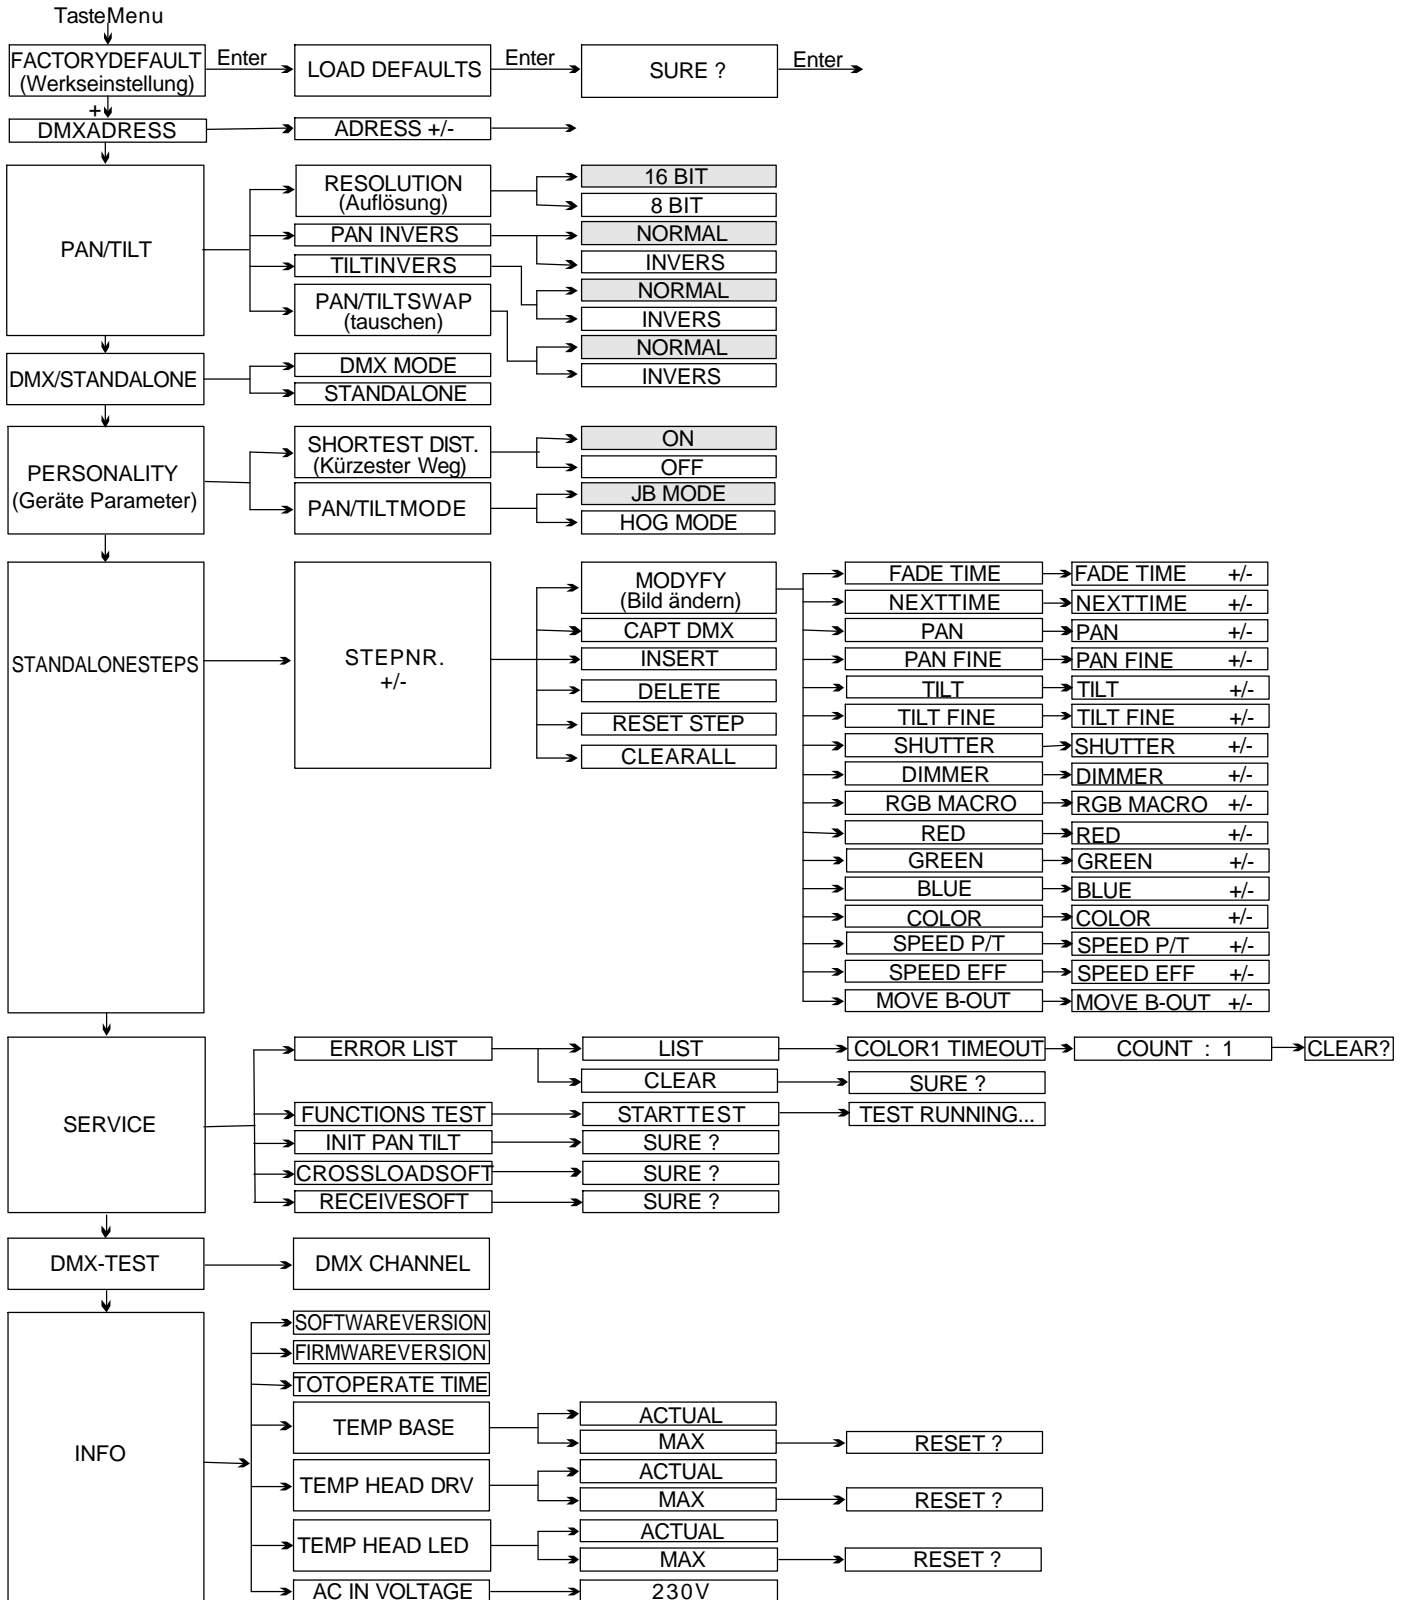 TasteMenu
FACTORYDEFAULT Enter LOAD DEFAULTS Enter SURE ? Enter
(Werkseinstellung)
+
DMXADRESS ADRESS +/-
PAN/TILT
RESOLUTION
(Auflösung)
16 BIT
8 BIT
PAN INVERS
NORMAL
INVERS
TILTINVERS
NORMAL
INVERS
PAN/TILTSWAP
(tauschen)
NORMAL
INVERS
DMX/STANDALONE
DMX MODE
STANDALONE
PERSONALITY
(Geräte Parameter)
SHORTEST DIST.
(Kürzester Weg)
ON
OFF
PAN/TILTMODE
JB MODE
HOG MODE
STANDALONESTEPS
STEPNR.
+/-
MODYFY
(Bild ändern)
CAPT DMX
INSERT
DELETE
RESET STEP
CLEARALL
FADE TIME FADE TIME +/-
NEXTTIME NEXTTIME +/-
PAN PAN +/-
PAN FINE PAN FINE +/-
TILT TILT +/-
TILT FINE TILT FINE +/-
SHUTTER SHUTTER +/-
DIMMER DIMMER +/-
RGB MACRO RGB MACRO +/-
RED RED +/-
GREEN GREEN +/-
BLUE BLUE +/-
COLOR COLOR +/-
SPEED P/T SPEED P/T +/-
SPEED EFF SPEED EFF +/-
MOVE B-OUT MOVE B-OUT +/-
SERVICE
ERROR LIST LIST COLOR1 TIMEOUT COUNT : 1 CLEAR?
CLEAR SURE ?
FUNCTIONS TEST STARTTEST TEST RUNNING...
INIT PAN TILT SURE ?
CROSSLOADSOFT SURE ?
RECEIVESOFT SURE ?
DMX-TEST DMX CHANNEL
INFO
SOFTWAREVERSION
FIRMWAREVERSION
TOTOPERATE TIME
TEMP BASE
ACTUAL
MAX RESET ?
TEMP HEAD DRV
ACTUAL
MAX RESET ?
TEMP HEAD LED
ACTUAL
MAX RESET ?
AC IN VOLTAGE 230V